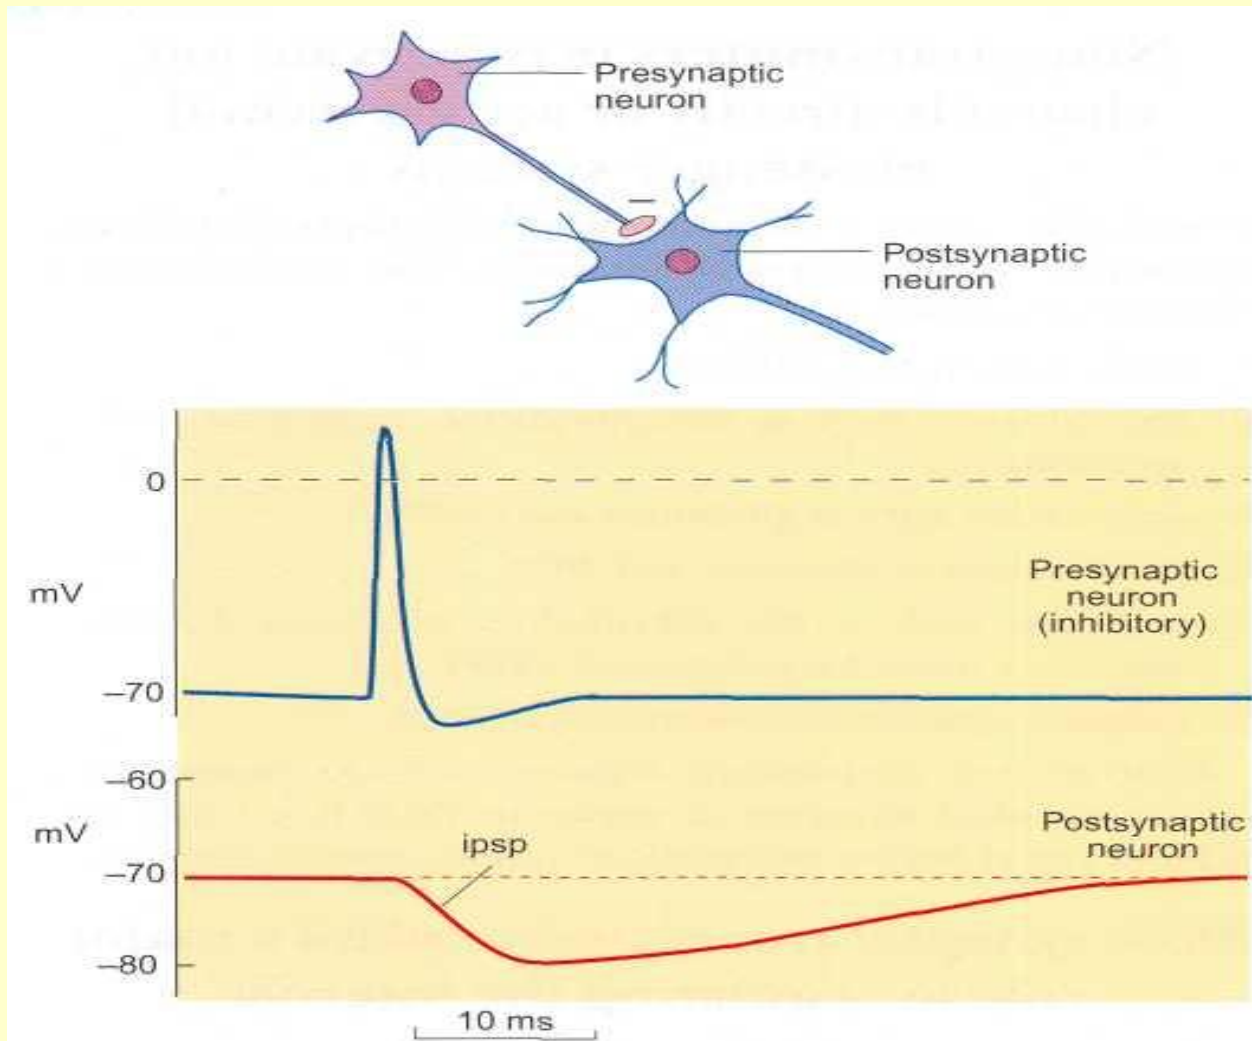 Presynaptic
neuron
–
Postsynaptic
neuron
0
mV
–70
Presynaptic
neuron
(inhibitory)
–60
mV
–70
–80
ipsp
Postsynaptic
neuron
10 ms